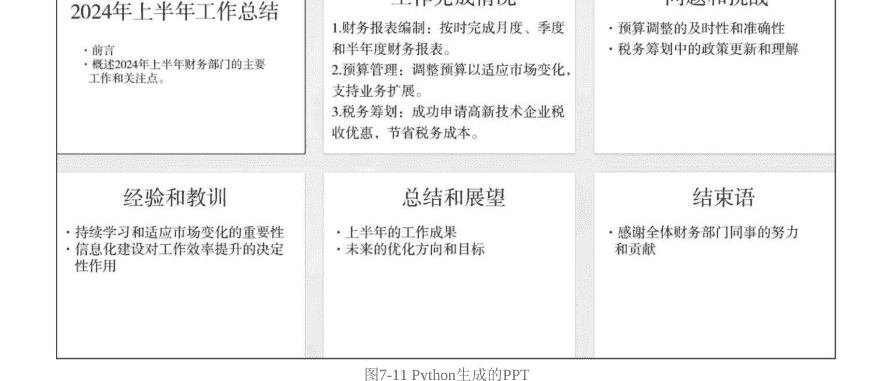 2024年上半年工作总结
・前言
・概述2024年上半年财务部门的主要
工作和关注点。
工作完成情况
1.财务报表编制：按时完成月度、季度
和半年度财务报表。
2.预算管理：调整预算以适应市场变化，
支持业务扩展。
3.税务筹划：成功申请高新技术企业税
收优惠，节省税务成本。
问题和挑战
・预算调整的及时性和准确性
・税务筹划中的政策更新和理解
经验和教训
・持续学习和适应市场变化的重要性
・信息化建设对工作效率提升的决定
性作用
总结和展望
・上半年的工作成果
・未来的优化方向和目标
结束语
・感谢全体财务部门同事的努力
和贡献
图7-11 Python生成的PPT